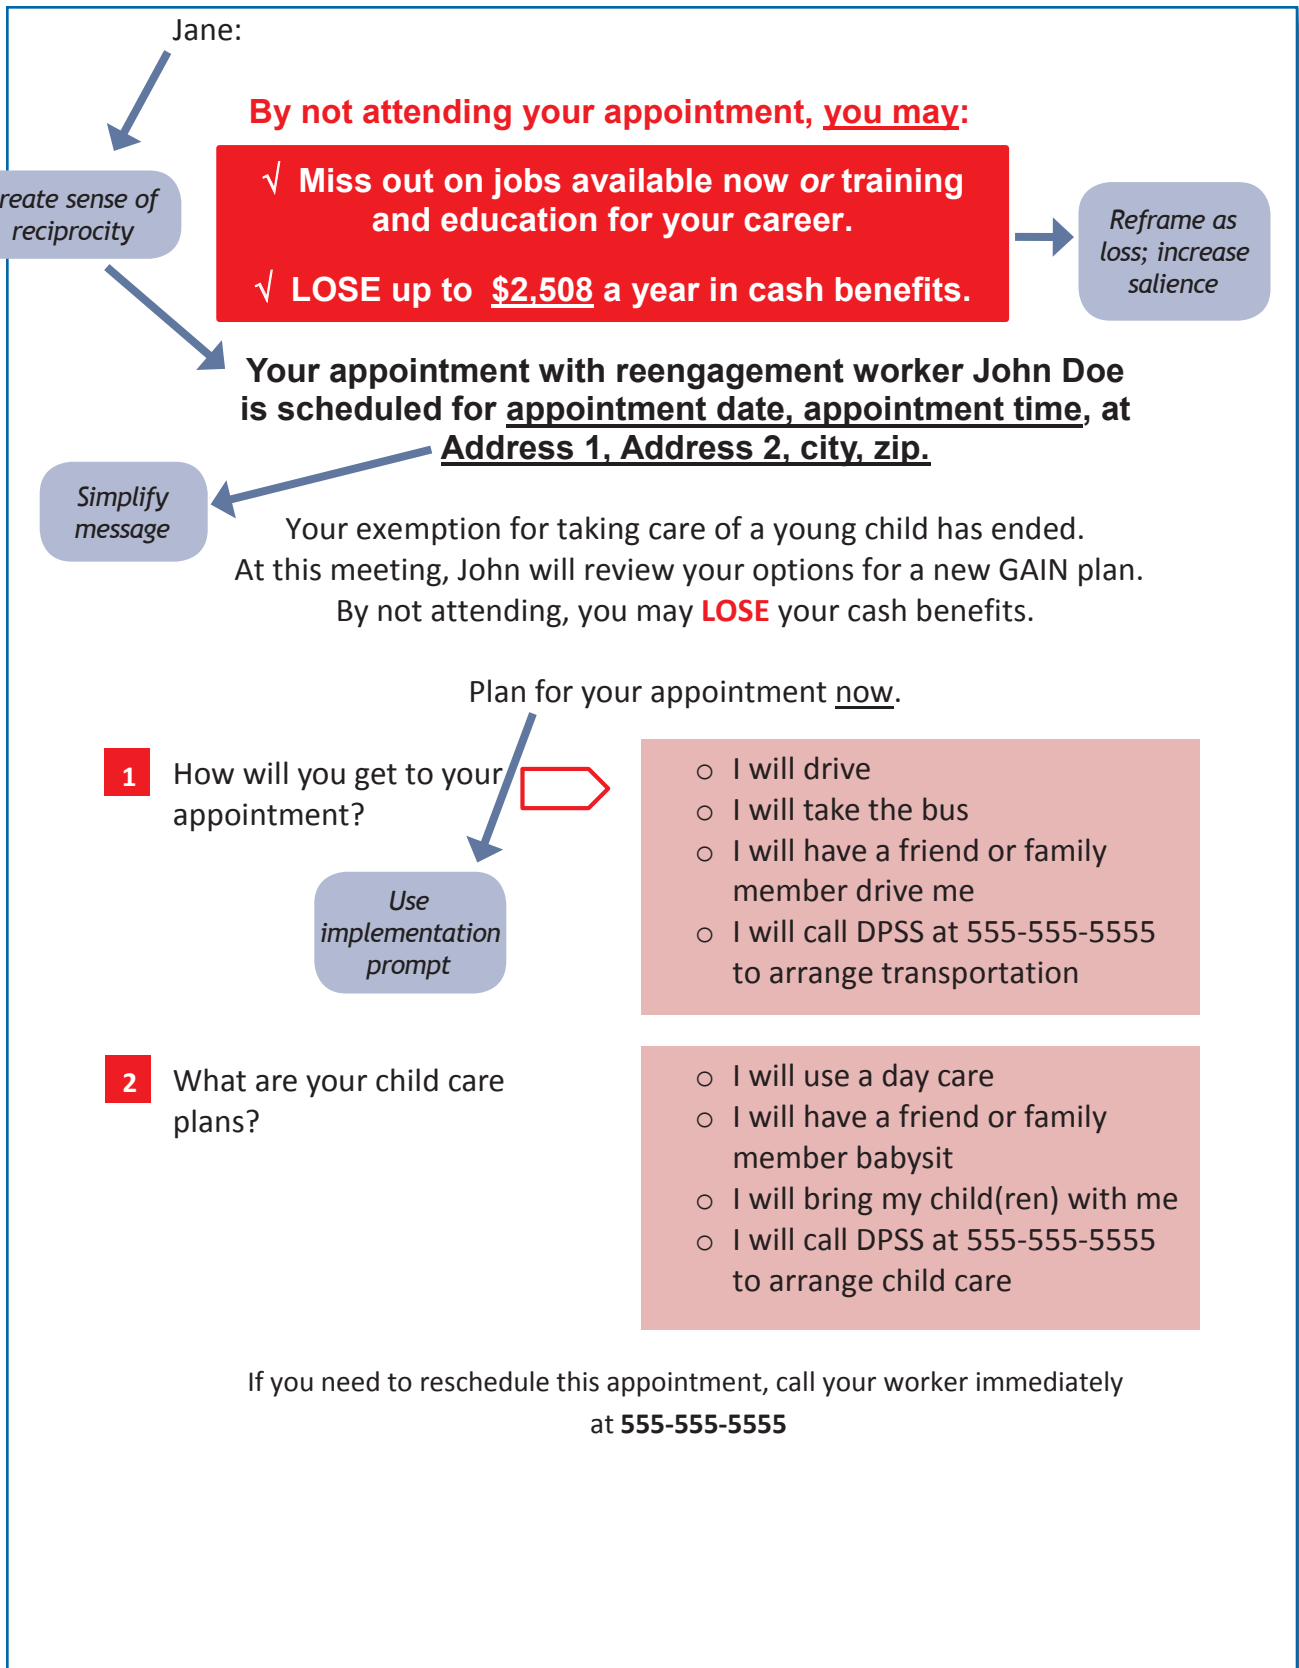 Jane:
By not attending your appointment, you may:
√ Miss out on jobs available now or training
and education for your career.
√ LOSE up to $2,508 a year in cash benefits.
reate sense of
reciprocity
Reframe as
loss; increase
salience
Your appointment with reengagement worker John Doe
is scheduled for appointment date, appointment time, at
Address 1, Address 2, city, zip.
Simplify
message
Your exemption for taking care of a young child has ended.
At this meeting, John will review your options for a new GAIN plan.
By not attending, you may LOSE your cash benefits.
Plan for your appointment now.
1 How will you get to your
appointment?
○ I will drive
○ I will take the bus
○ I will have a friend or family
member drive me
○ I will call DPSS at 555-555-5555
to arrange transportation
Use
implementation
prompt
2 What are your child care
plans?
○ I will use a day care
○ I will have a friend or family
member babysit
○ I will bring my child(ren) with me
○ I will call DPSS at 555-555-5555
to arrange child care
If you need to reschedule this appointment, call your worker immediately
at 555-555-5555